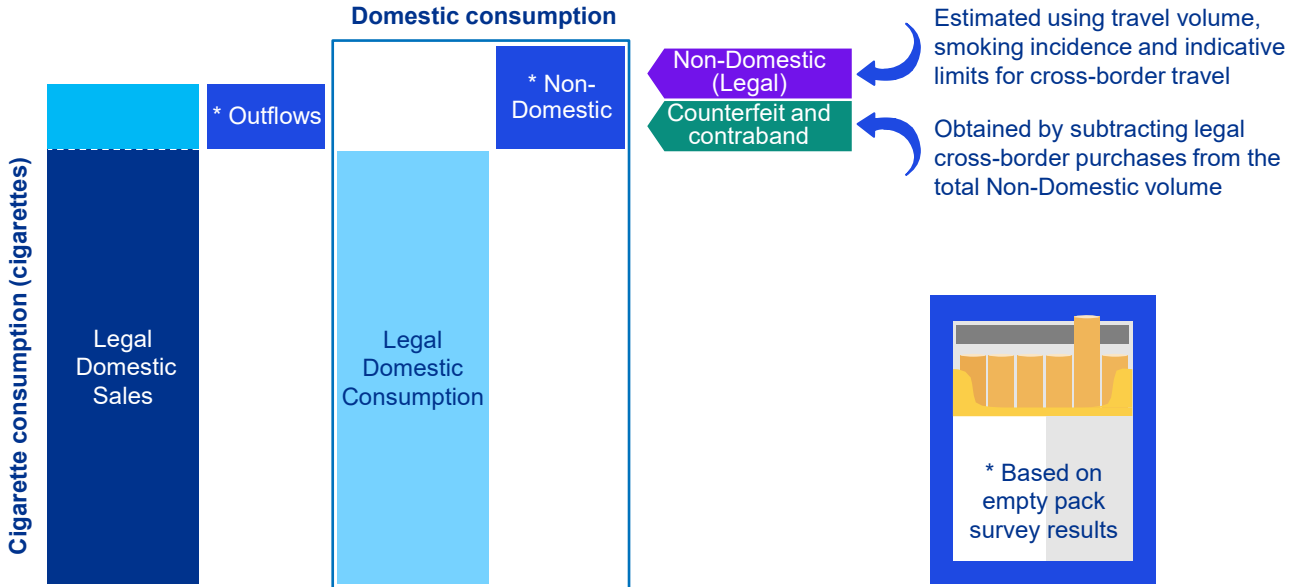 Domestic consumption
Cigarette consumption (cigarettes)
Legal
Domestic
Sales
* Outflows
Legal
Domestic
Consumption
* Non-
Domestic
Non-Domestic
(Legal)
Counterfeit and
contraband
Estimated using travel volume,
smoking incidence and indicative
limits for cross-border travel
Obtained by subtracting legal
cross-border purchases from the
total Non-Domestic volume
* Based on
empty pack
survey results